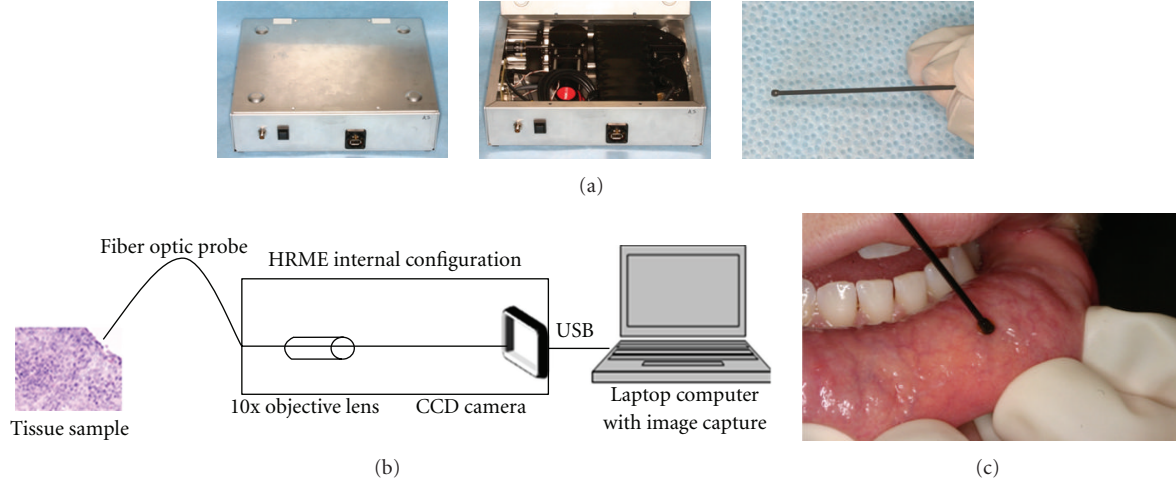 (a)
Fiber optic probe
HRME internal configuration
USB
10x objective lens
CCD camera
Tissue sample
Laptop computer
with image capture
(b)
(c)